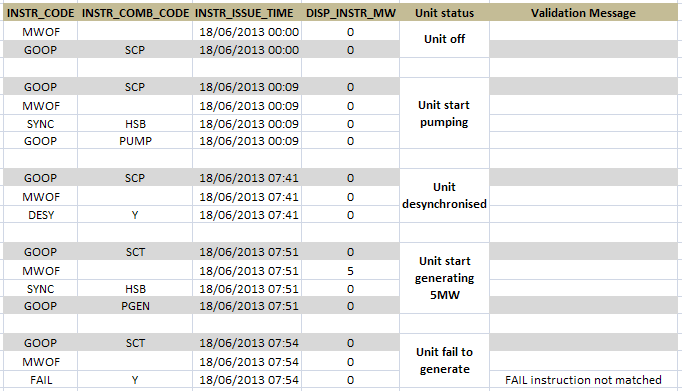 INSTR_CODE INSTR_COMB_CODE INSTR_ISSUE_TIME DISP_INSTR_MW Unit status Validation Message
MWOF 18/06/2013 00:00 0 Unit off
GOOP SCP 18/06/2013 00:00 0
GOOP SCP 18/06/2013 00:09 0 Unit start
MWOF 18/06/2013 00:09 0 pumping
SYNC HSB 18/06/2013 00:09 0
GOOP PUMP 18/06/2013 00:09 0
GOOP SCP 18/06/2013 07:41 0 Unit
MWOF 18/06/2013 07:41 0 desynchronised
DESY Y 18/06/2013 07:41 0
GOOP SCT 18/06/2013 07:51 0 Unit start
MWOF 18/06/2013 07:51 5 generating
SYNC HSB 18/06/2013 07:51 0 5MW
GOOP PGEN 18/06/2013 07:51 0
GOOP SCT 18/06/2013 07:54 0 Unit fail to
MWOF 18/06/2013 07:54 0 generate
FAIL Y 18/06/2013 07:54 0 FAIL instruction not matched